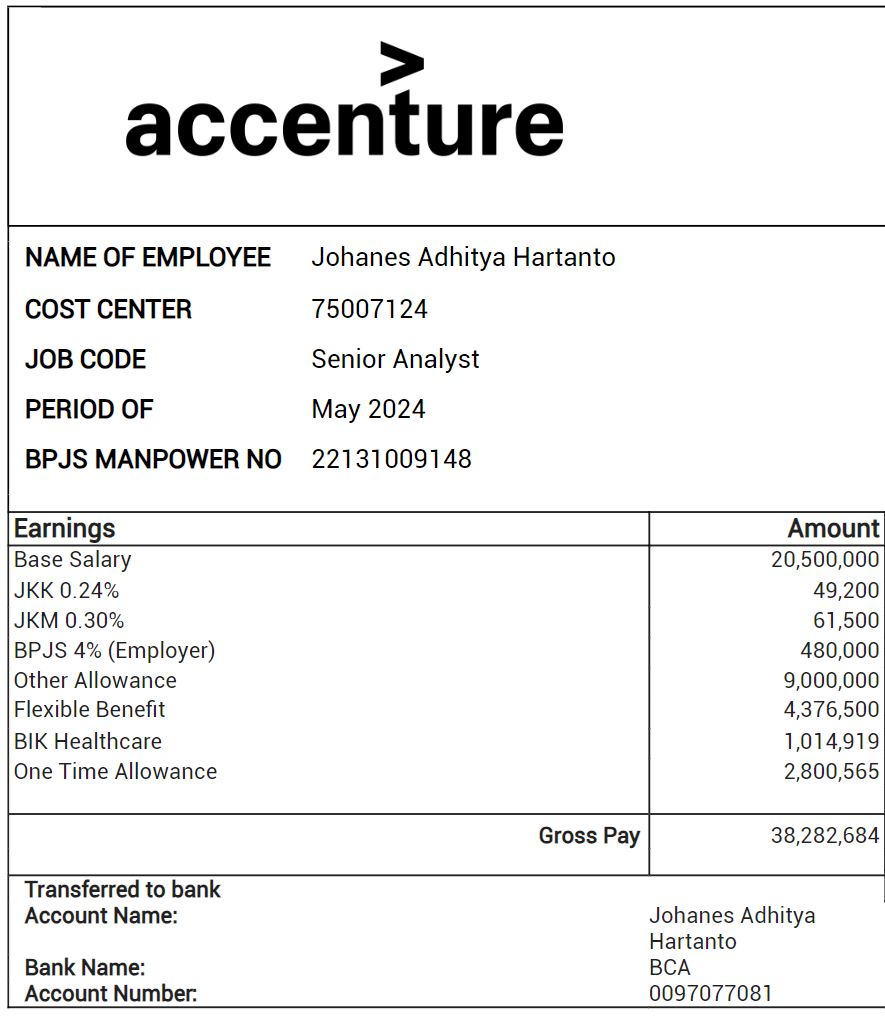 accenture
NAME OF EMPLOYEE Johanes Adhitya Hartanto
COST CENTER 75007124
JOB CODE Senior Analyst
PERIOD OF May 2024
BPJS MANPOWER NO 22131009148
Earnings Amount
Base Salary 20,500,000
JKK 0.24% 49,200
JKM 0.30% 61,500
BPJS 4% (Employer) 480,000
Other Allowance 9,000,000
Flexible Benefit 4,376,500
BIK Healthcare 1,014,919
One Time Allowance 2,800,565
Gross Pay 38,282,684
Transferred to bank
Account Name: Johanes Adhitya
Hartanto
Bank Name: BCA
Account Number: 0097077081